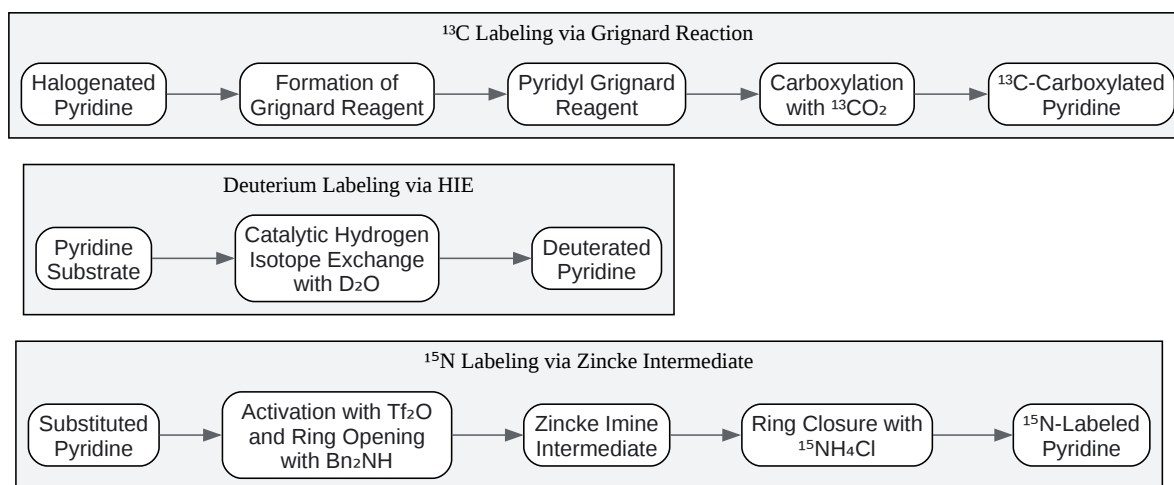 ¹³C Labeling via Grignard Reaction
Halogenated
Pyridine
Formation of
Grignard Reagent
Pyridyl Grignard
Reagent
Carboxylation
with ¹³CO₂
¹³C-Carboxylated
Pyridine
Deuterium Labeling via HIE
Pyridine
Substrate
Catalytic Hydrogen
Isotope Exchange
with D₂O
Deuterated
Pyridine
¹⁵N Labeling via Zincke Intermediate
Substituted
Pyridine
Activation with Tf₂O
and Ring Opening
with Bn₂NH
Zincke Imine
Intermediate
Ring Closure with
¹⁵NH₄Cl
¹⁵N-Labeled
Pyridine